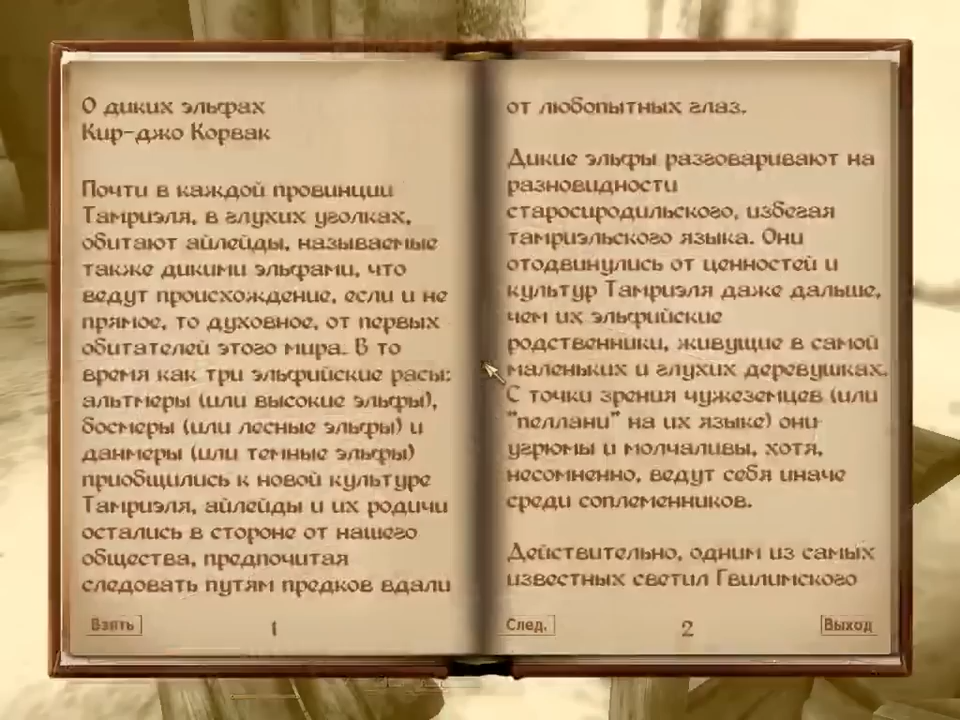 О диких эльфах
Кир-джо Корвак
Почти в каждой провинции
Тамриэля, в глухих уголках,
обитают айлейды, называемые
также дикими эльфами, что
ведут происхождение, если и не
прямое, то духовное, от первых
обитателей этого мира. В то
время как три эльфийские расы:
альтмеры (или высокие эльфы),
босмеры (или лесные эльфы) и
данмеры (или темные эльфы)
приобщились к новой культуре
Тамриэля, айлейды и их родичи
остались в стороне от нашего
общества, предпочитая
следовать путям предков вдали
Взять
1
от любопытных глаз.
Дикие эльфы разговаривают на
разновидности
старосиродильского, избегая
тамриэльского языка. Они
отодвинулись от ценностей и
культур Тамриэля даже дальше,
чем их эльфийские
родственники, живущие в самой
маленьких и глухих деревушках.
С точки зрения чужеземцев (или
"пеллани" на их языке) они
угрюмы и молчаливы, хотя,
несомненно, ведут себя иначе
среди соплеменников.
Действительно, одним из самых
известных светил Гвилимского
След.
2
Выход